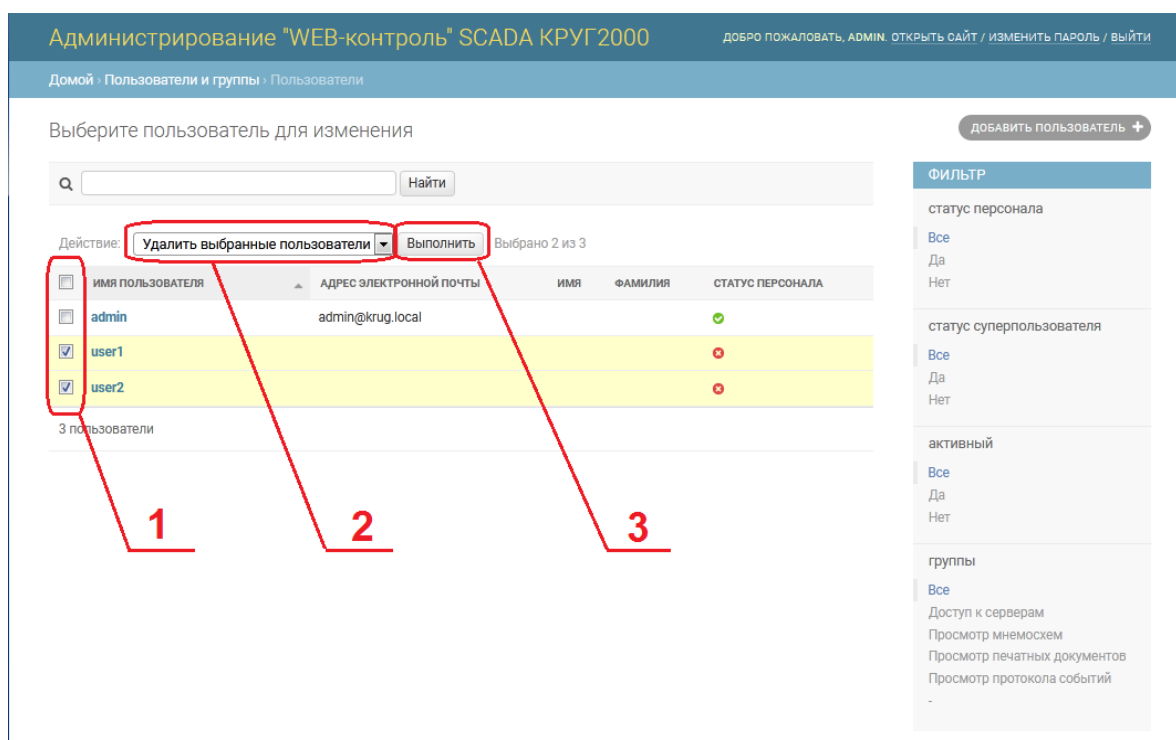 Администрирование "WEB-контроль" SCADA КРУГ2000
ДОБРО ПОЖАЛОВАТЬ, ADMIN. ОТКРЫТЬ САЙТ / ИЗМЕНИТЬ ПАРОЛЬ / ВЫЙТИ
Домой › Пользователи и группы › Пользователи
Выберите пользователь для изменения
ДОБАВИТЬ ПОЛЬЗОВАТЕЛЬ +
Найти
Действие: Удалить выбранные пользователи Выполнить Выбрано 2 из 3
ИМЯ ПОЛЬЗОВАТЕЛЯ АДРЕС ЭЛЕКТРОННОЙ ПОЧТЫ ИМЯ ФАМИЛИЯ СТАТУС ПЕРСОНАЛА
admin admin@krug.local
user1
user2
3 пользователи
1 2 3
ФИЛЬТР
статус персонала
Все
Да
Нет
статус суперпользователя
Все
Да
Нет
активный
Все
Да
Нет
группы
Все
Доступ к серверам
Просмотр мнемосхем
Просмотр печатных документов
Просмотр протокола событий
-